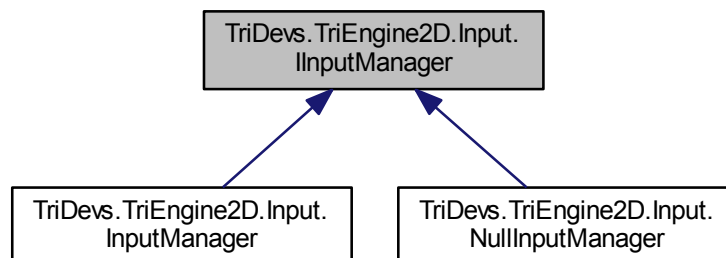 TriDevs.TriEngine2D.Input.
IInputManager
TriDevs.TriEngine2D.Input.
InputManager
TriDevs.TriEngine2D.Input.
NullInputManager